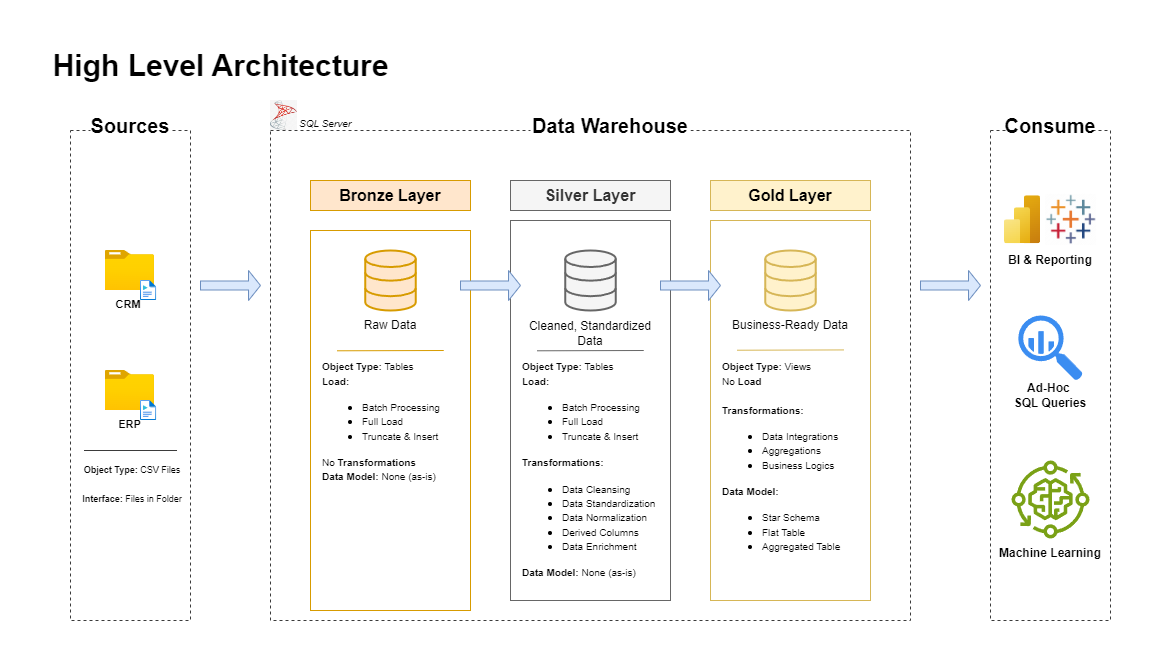 High Level Architecture
Sources
SQL Server
Data Warehouse
Consume
CRM
ERP
Object Type: CSV Files
Interface: Files in Folder
Bronze Layer
Raw Data
Object Type: Tables
Load:
Batch Processing
Full Load
Truncate & Insert
No Transformations
Data Model: None (as-is)
Silver Layer
Cleaned, Standardized
Data
Object Type: Tables
Load:
Batch Processing
Full Load
Truncate & Insert
Transformations:
Data Cleansing
Data Standardization
Data Normalization
Derived Columns
Data Enrichment
Data Model: None (as-is)
Gold Layer
Business-Ready Data
Object Type: Views
No Load
Transformations:
Data Integrations
Aggregations
Business Logics
Data Model:
Star Schema
Flat Table
Aggregated Table
BI & Reporting
Ad-Hoc
SQL Queries
Machine Learning